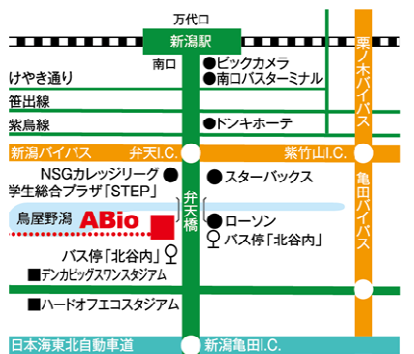 万代口
新潟駅
南口
ビックカメラ
南口バスターミナル
けやき通り
笹出線
紫鳥線
ドンキホーテ
栗ノ木バイパス
新潟バイパス
弁天I.C.
紫竹山I.C.
NSGカレッジリーグ
学生総合プラザ「STEP」
スターバックス
弁天橋
亀田バイパス
鳥屋野潟
ABio
ローソン
バス停「北谷内」
バス停「北谷内」
デンカビッグスワンスタジアム
ハードオフエコスタジアム
日本海東北自動車道
新潟亀田I.C.